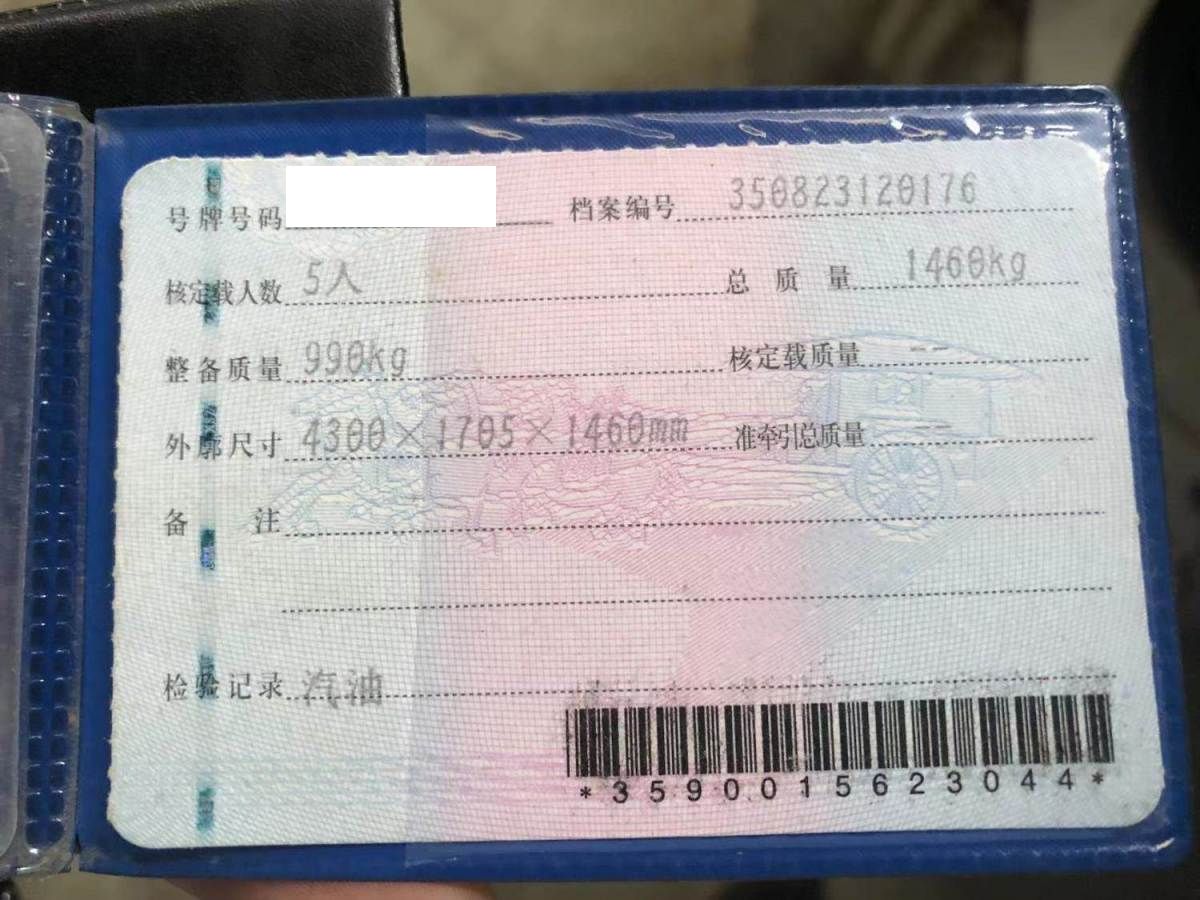 号牌号码 档案编号 350823120176
核定载人数 5人 总质量 1460kg
整备质量 990kg 核定载质量 --
外廓尺寸 4300×1705×1460mm 准牵引总质量
备注
检验记录 汽油
*3590015623044*